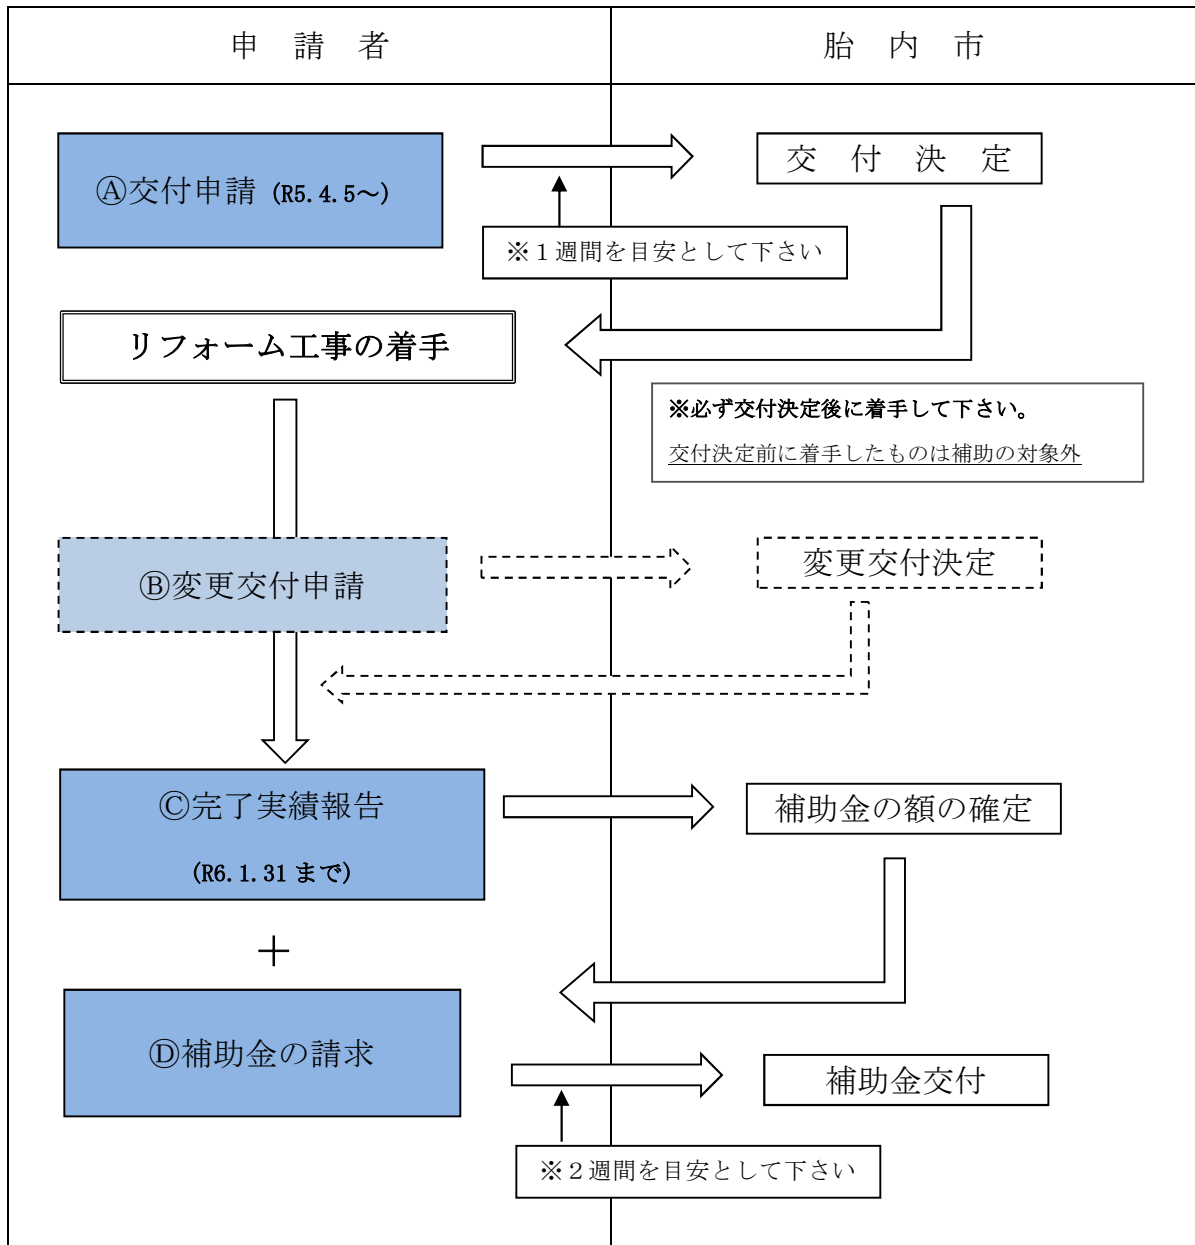 申 請 者
胎 内 市
Ⓐ交付申請 (R5.4.5～)
交 付 決 定
※１週間を目安として下さい
リフォーム工事の着手
※必ず交付決定後に着手して下さい。
交付決定前に着手したものは補助の対象外
Ⓑ変更交付申請
変更交付決定
Ⓒ完了実績報告
(R6.1.31 まで)
補助金の額の確定
＋
Ⓓ補助金の請求
補助金交付
※２週間を目安として下さい